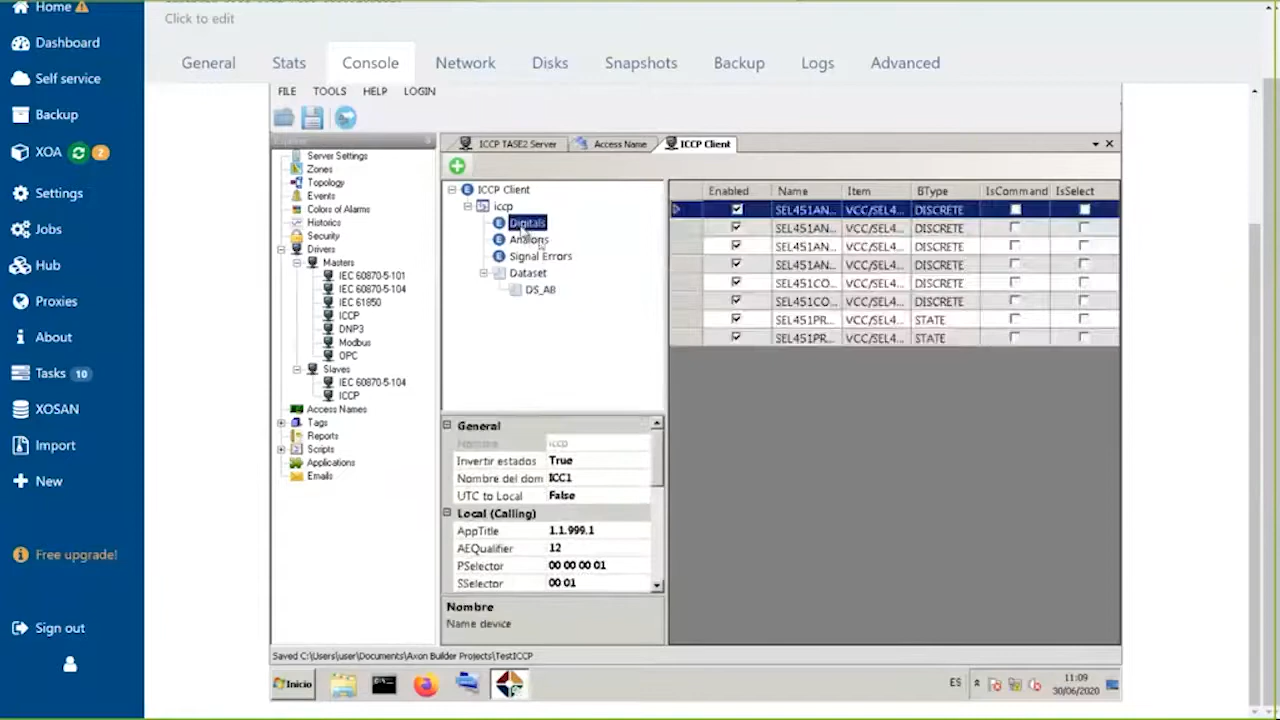 Home
Click to edit
Dashboard
Self service
Backup
XOA 2
Settings
Jobs
Hub
Proxies
About
Tasks 10
XOSAN
Import
New
Free upgrade!
Sign out
General Stats Console Network Disks Snapshots Backup Logs Advanced
FILE TOOLS HELP LOGIN
Server Settings
Zones
Topology
Events
Colors of Alarms
Historics
Security
Drivers
Masters
IEC 60870-5-101
IEC 60870-5-104
IEC 61850
ICCP
DNP3
Modbus
OPC
Slaves
IEC 60870-5-104
ICCP
Access Names
Tags
Reports
Scripts
Applications
Emails
ICCP TASE2 Server Access Name ICCP Client
ICCP Client
iccp
Digitals
Analogs
Signal Errors
Dataset
DS_AB
Enabled Name Item BType IsCommand IsSelect
SEL451AN... VCC/SEL4... DISCRETE
SEL451AN... VCC/SEL4... DISCRETE
SEL451AN... VCC/SEL4... DISCRETE
SEL451AN... VCC/SEL4... DISCRETE
SEL451CO... VCC/SEL4... DISCRETE
SEL451CO... VCC/SEL4... DISCRETE
SEL451PR... VCC/SEL4... STATE
SEL451PR... VCC/SEL4... STATE
General
Nombre iccp
Invertir estados True
Nombre del dom ICC1
UTC to Local False
Local (Calling)
AppTitle 1.1.999.1
AEQualifier 12
PSelector 00 00 00 01
SSelector 00 01
Nombre
Name device
Saved C:\Users\user\Documents\Axon Builder Projects\TestICCP
Inicio
ES
11:09
30/06/2020